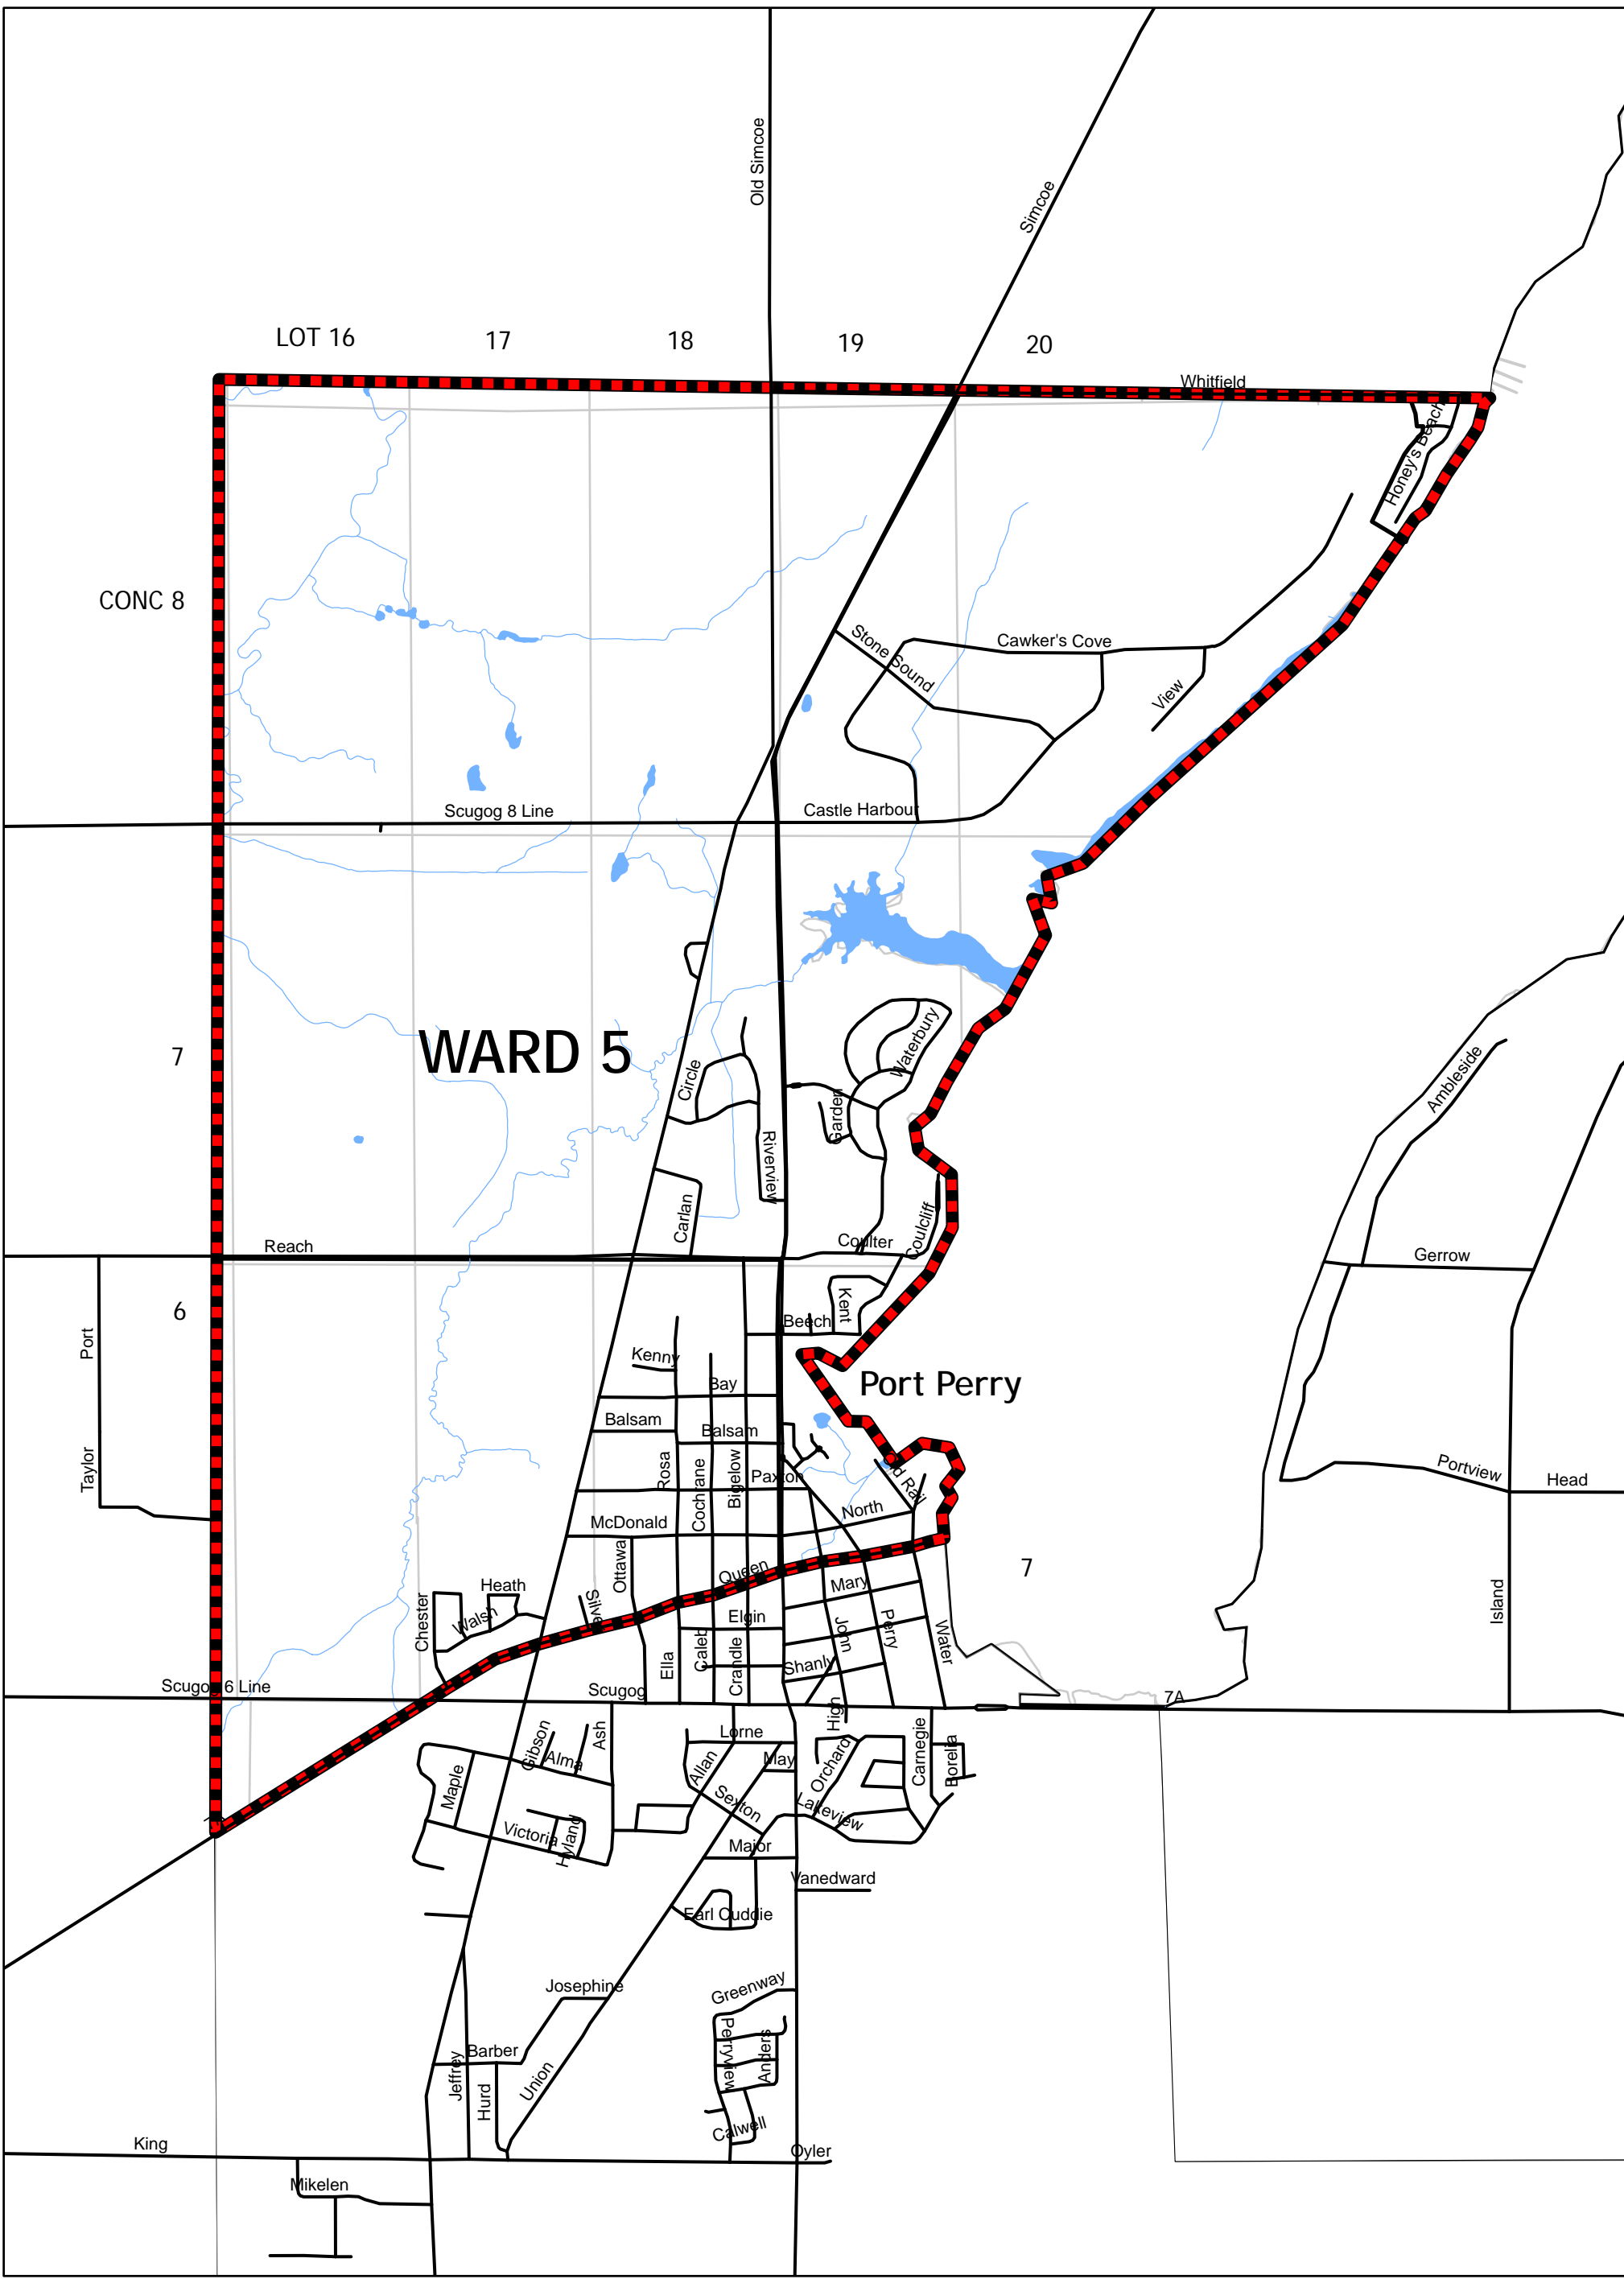 Old Simcoe
Simcoe
LOT 16
17
18
19
20
Whitfield
Honey's Beach
CONC 8
Stone Sound
Cawker's Cove
View
Scugog 8 Line
Castle Harbour
WARD 5
7
Waterbury
Circle
Garden
Ambleside
Riverview
Carlan
Coulcliff
Reach
Coulter
Gerrow
6
Kent
Beech
Port
Kenny
Port Perry
Bay
Balsam
Balsam
Taylor
Rosa
Cochrane
Bigelow
Paxton
Portview
Head
McDonald
North
Ottawa
Queen
7
Heath
Silver
Mary
Chester
Walsh
Elgin
John
Perry
Water
Island
Ella
Caleb
Crandle
Shanly
Scugog 6 Line
Scugog
7A
High
Gibson
Alma
Ash
Lorne
May
Allan
Orchard
Carnegie
Borelia
Maple
Sexton
Lakeview
Victoria
Hyland
Major
Vanedward
Earl Cuddie
Josephine
Greenway
Barber
Perryview
Anders
Jeffrey
Hurd
Union
Calwell
King
Oyler
Mikelen